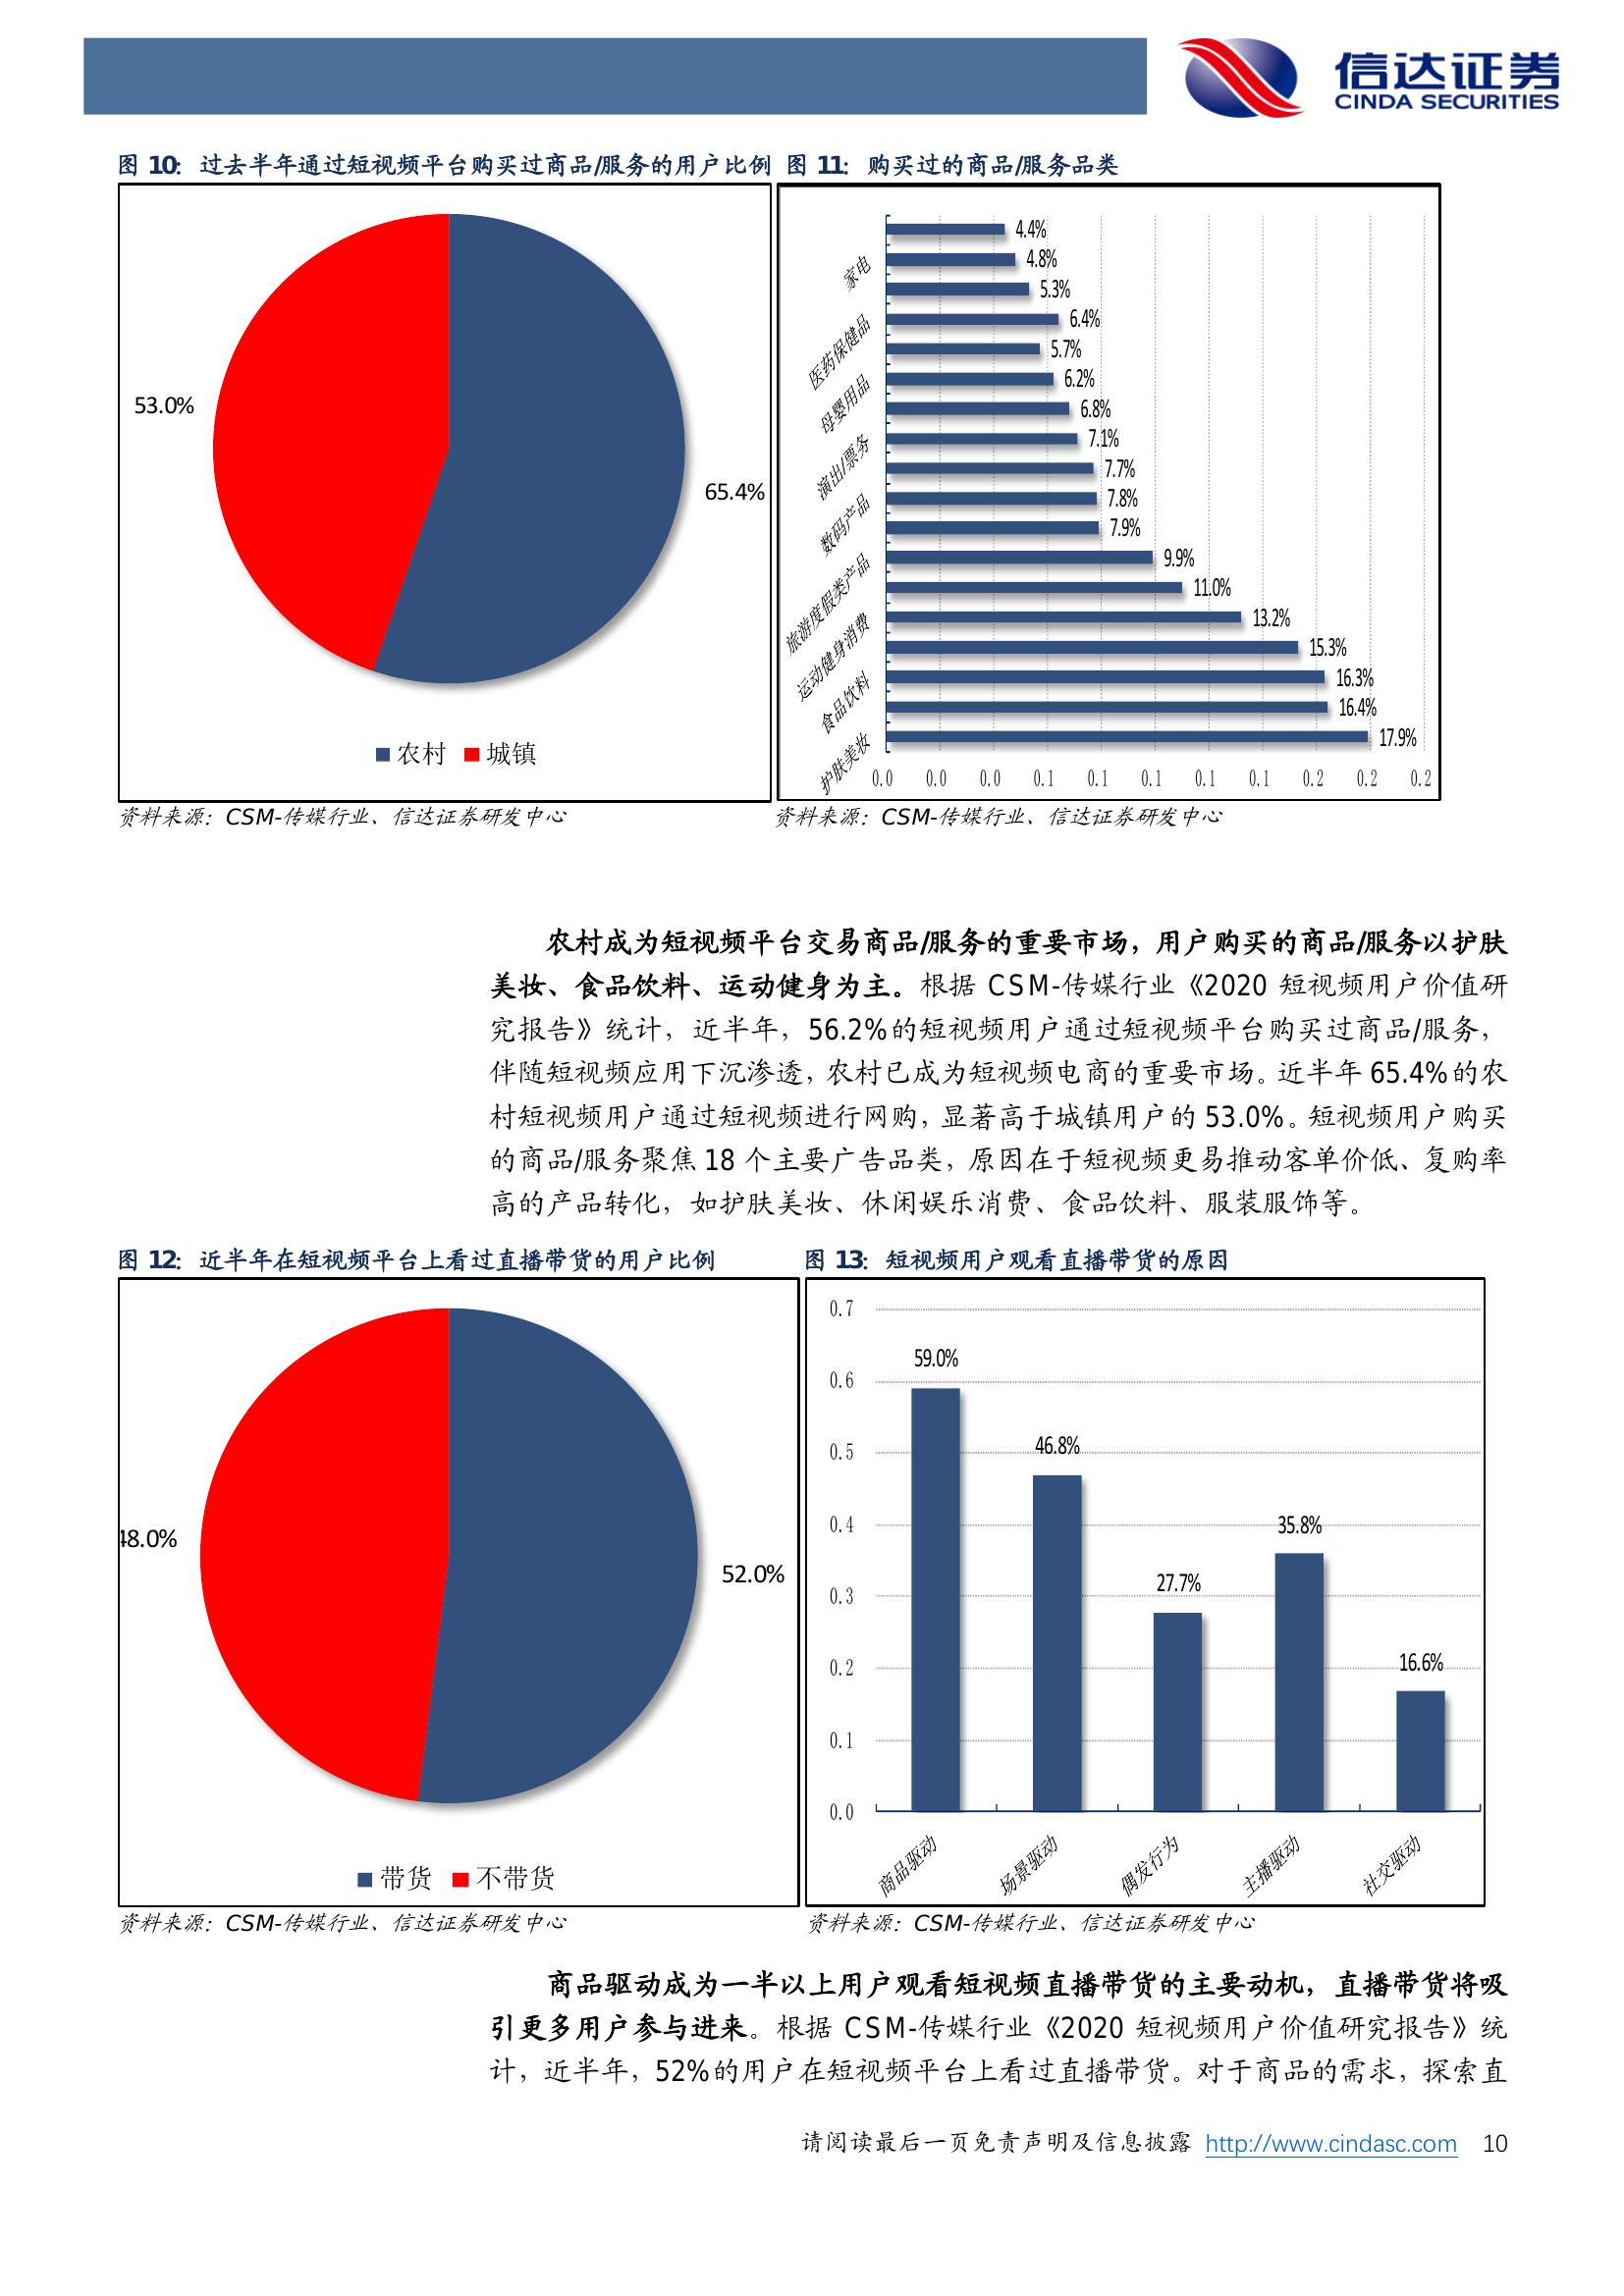 信达证券
CINDA SECURITIES
图 10：过去半年通过短视频平台购买过商品/服务的用户比例
53.0%
65.4%
农村 城镇
资料来源：CSM-传媒行业、信达证券研发中心
图 11：购买过的商品/服务品类
4.4%
家电
4.8%
5.3%
医药保健品
6.4%
5.7%
母婴用品
6.2%
6.8%
演出/票务
7.1%
7.7%
数码产品
7.8%
7.9%
旅游度假类产品
9.9%
11.0%
运动健身消费
13.2%
15.3%
食品饮料
16.3%
16.4%
护肤美妆
17.9%
0.0 0.0 0.0 0.1 0.1 0.1 0.1 0.1 0.2 0.2 0.2
资料来源：CSM-传媒行业、信达证券研发中心
农村成为短视频平台交易商品/服务的重要市场，用户购买的商品/服务以护肤
美妆、食品饮料、运动健身为主。根据 CSM-传媒行业《2020 短视频用户价值研
究报告》统计，近半年，56.2%的短视频用户通过短视频平台购买过商品/服务，
伴随短视频应用下沉渗透，农村已成为短视频电商的重要市场。近半年 65.4%的农
村短视频用户通过短视频进行网购，显著高于城镇用户的 53.0%。短视频用户购买
的商品/服务聚焦 18 个主要广告品类，原因在于短视频更易推动客单价低、复购率
高的产品转化，如护肤美妆、休闲娱乐消费、食品饮料、服装服饰等。
图 12：近半年在短视频平台上看过直播带货的用户比例
48.0%
52.0%
带货 不带货
资料来源：CSM-传媒行业、信达证券研发中心
图 13：短视频用户观看直播带货的原因
0.7
0.6
0.5
0.4
0.3
0.2
0.1
0.0
59.0%
46.8%
27.7%
35.8%
16.6%
商品驱动 场景驱动 偶发行为 主播驱动 社交驱动
资料来源：CSM-传媒行业、信达证券研发中心
商品驱动成为一半以上用户观看短视频直播带货的主要动机，直播带货将吸
引更多用户参与进来。根据 CSM-传媒行业《2020 短视频用户价值研究报告》统
计，近半年，52%的用户在短视频平台上看过直播带货。对于商品的需求，探索直
请阅读最后一页免责声明及信息披露 http://www.cindasc.com 10